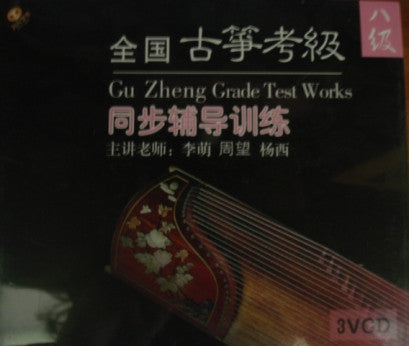 八级
全国 古筝考級
Gu Zheng Grade Test Works
同步辅导训练
主讲老师：李萌 周望 杨西
3VCD